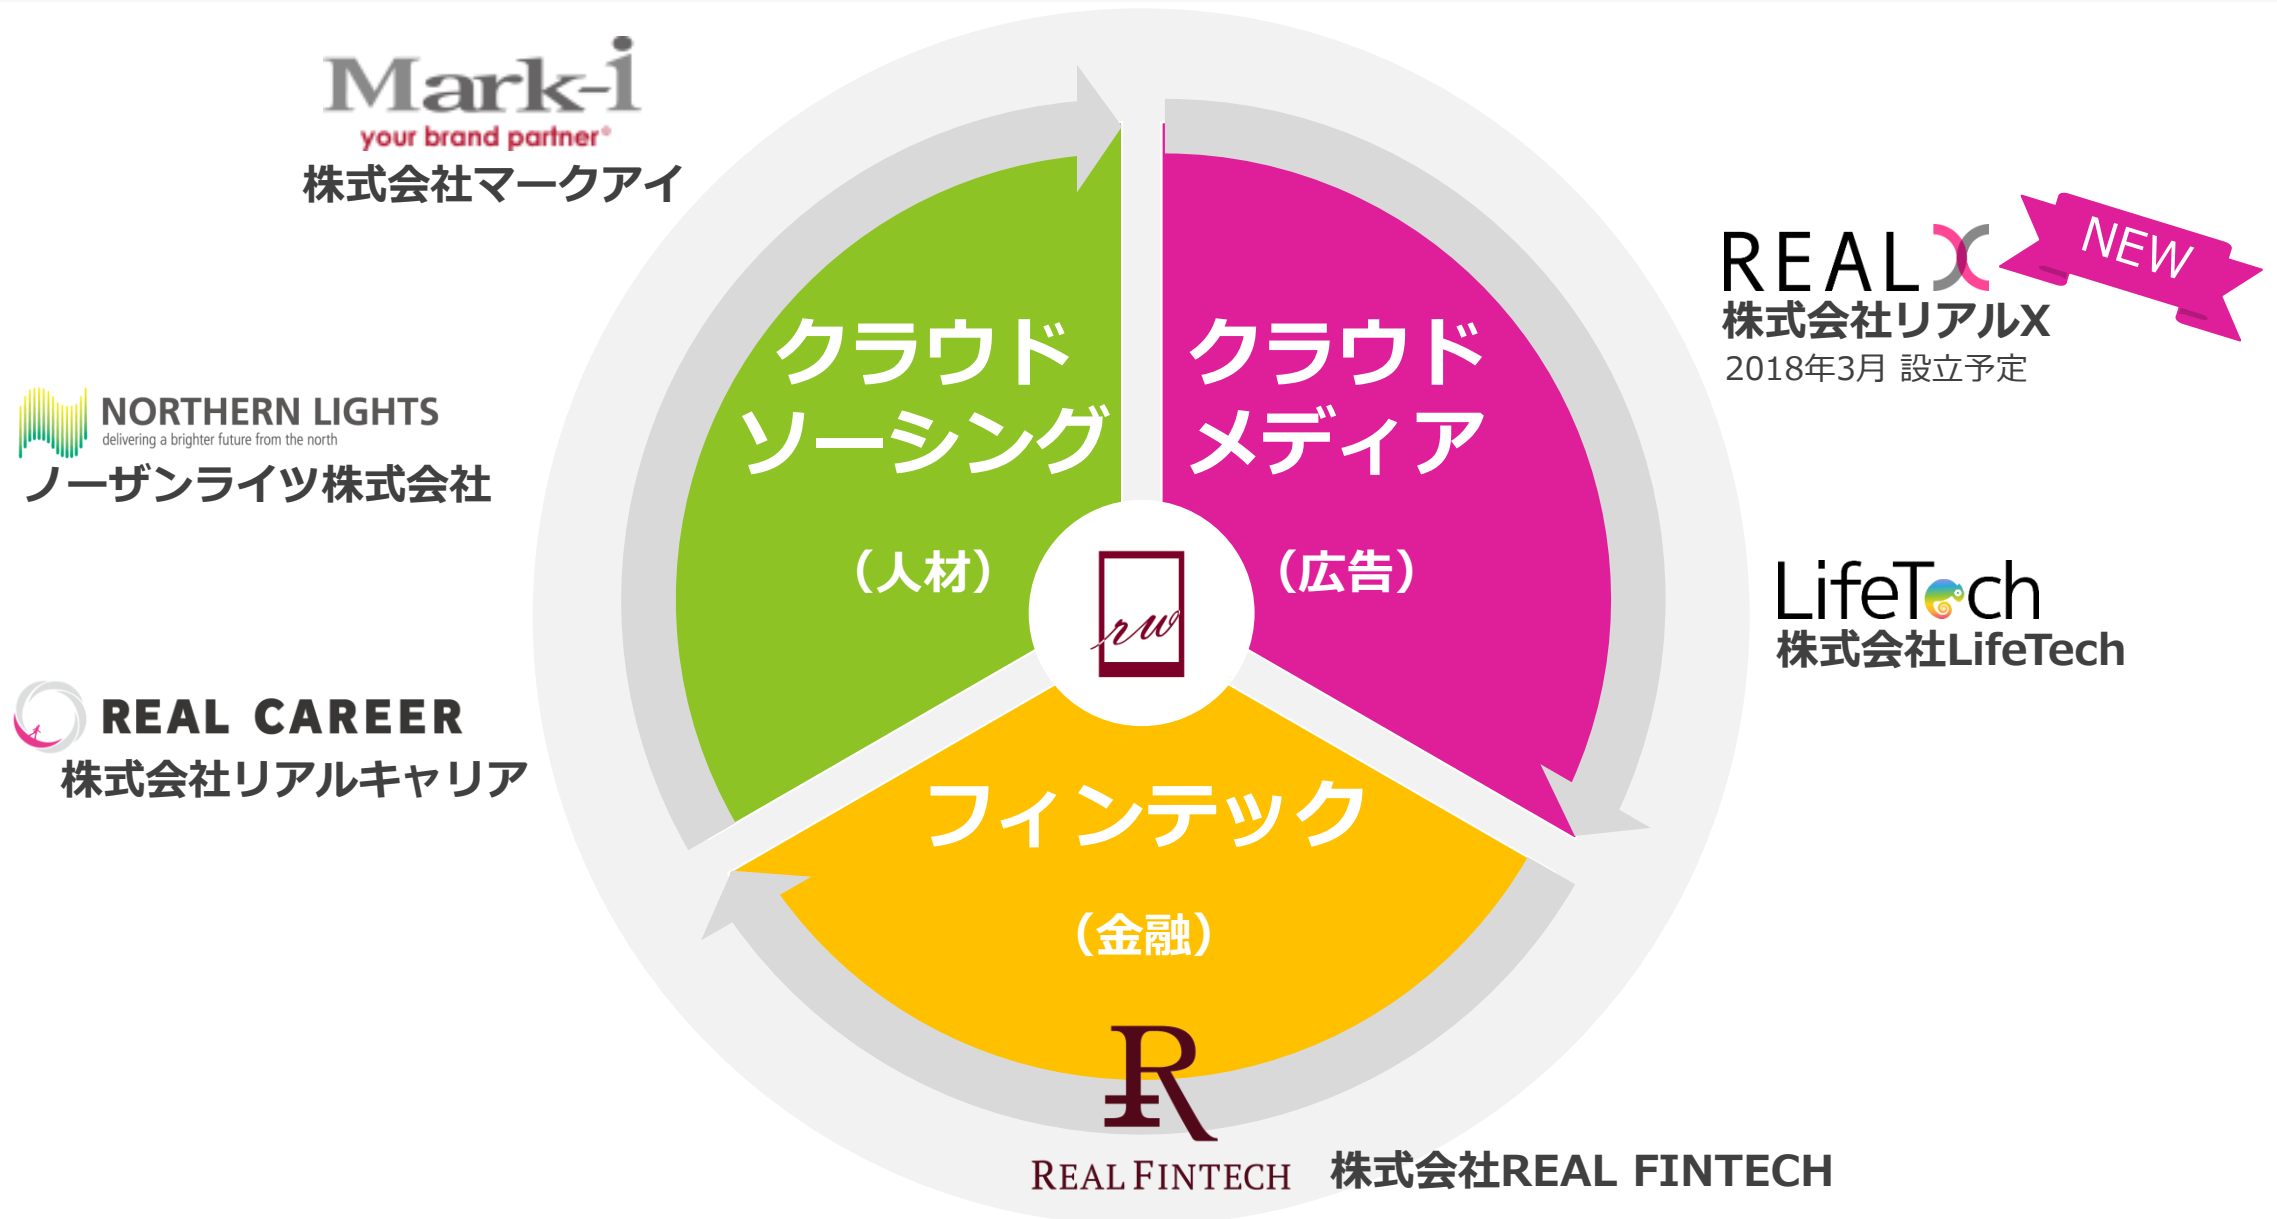 Mark-i
your brand partner®
株式会社マークアイ
NORTHERN LIGHTS
delivering a brighter future from the north
ノーザンライツ株式会社
REAL CAREER
株式会社リアルキャリア
クラウド
ソーシング
（人材）
クラウド
メディア
（広告）
rw
フィンテック
（金融）
REAL X
NEW
株式会社リアルX
2018年3月 設立予定
LifeTech
株式会社LifeTech
R
REAL FINTECH
株式会社REAL FINTECH